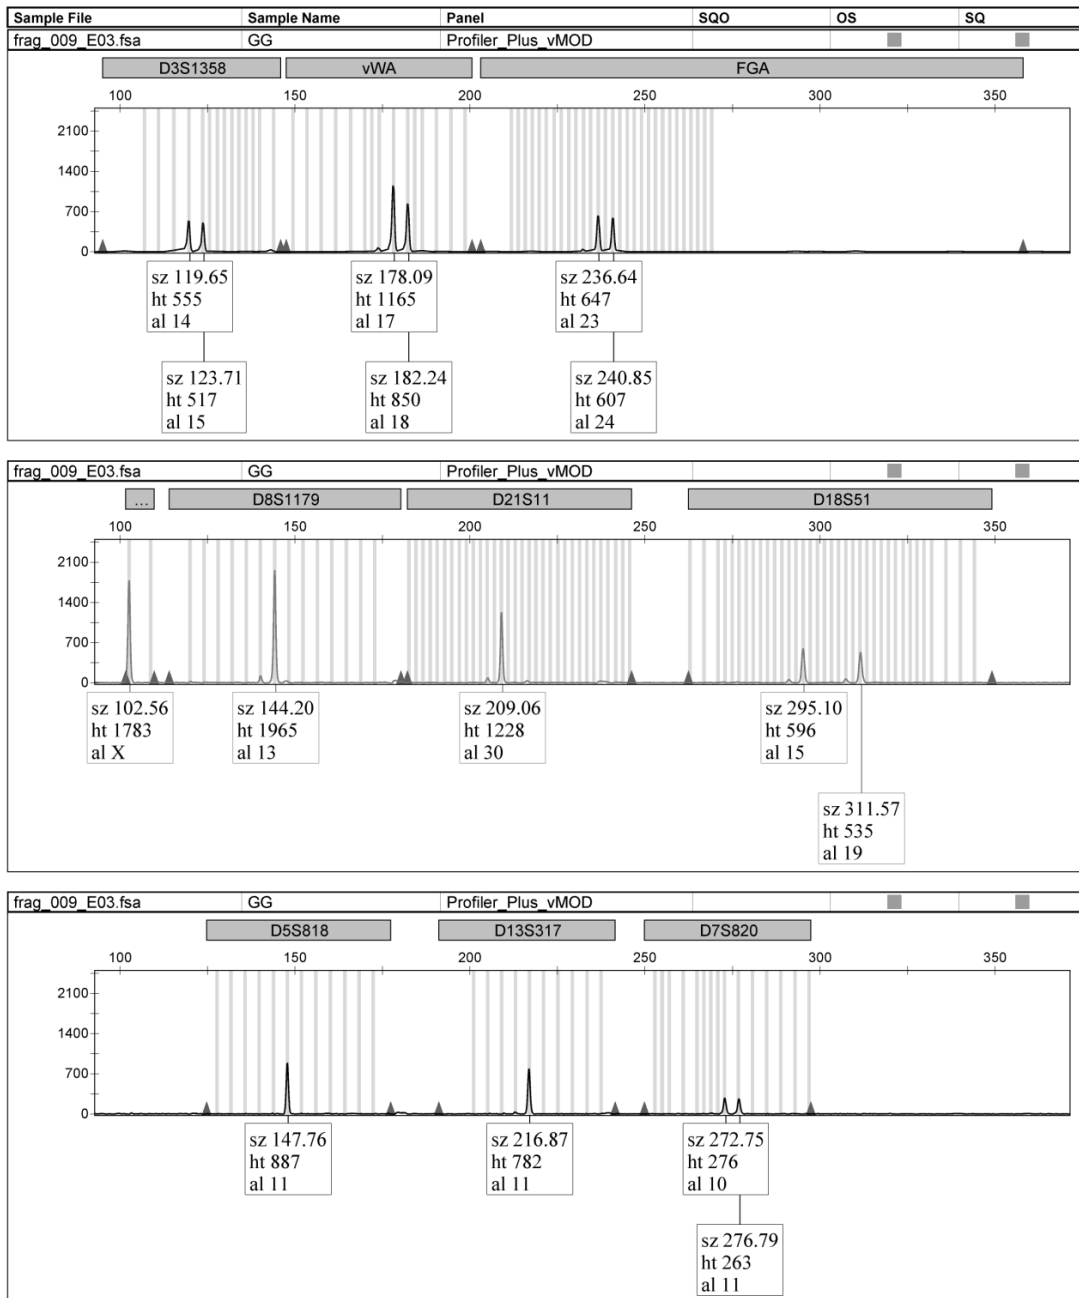 Sample File Sample Name Panel SQO OS SQ
frag_009_E03.fsa GG Profiler_Plus_vMOD
D3S1358 vWA FGA
100 150 200 250 300 350
2100
1400
700
0
sz 119.65 sz 178.09 sz 236.64
ht 555 ht 1165 ht 647
al 14 al 17 al 23
sz 123.71 sz 182.24 sz 240.85
ht 517 ht 850 ht 607
al 15 al 18 al 24
frag_009_E03.fsa GG Profiler_Plus_vMOD
... D8S1179 D21S11 D18S51
100 150 200 250 300 350
2100
1400
700
0
sz 102.56 sz 144.20 sz 209.06 sz 295.10
ht 1783 ht 1965 ht 1228 ht 596
al X al 13 al 30 al 15
sz 311.57
ht 535
al 19
frag_009_E03.fsa GG Profiler_Plus_vMOD
D5S818 D13S317 D7S820
100 150 200 250 300 350
2100
1400
700
0
sz 147.76 sz 216.87 sz 272.75
ht 887 ht 782 ht 276
al 11 al 11 al 10
sz 276.79
ht 263
al 11